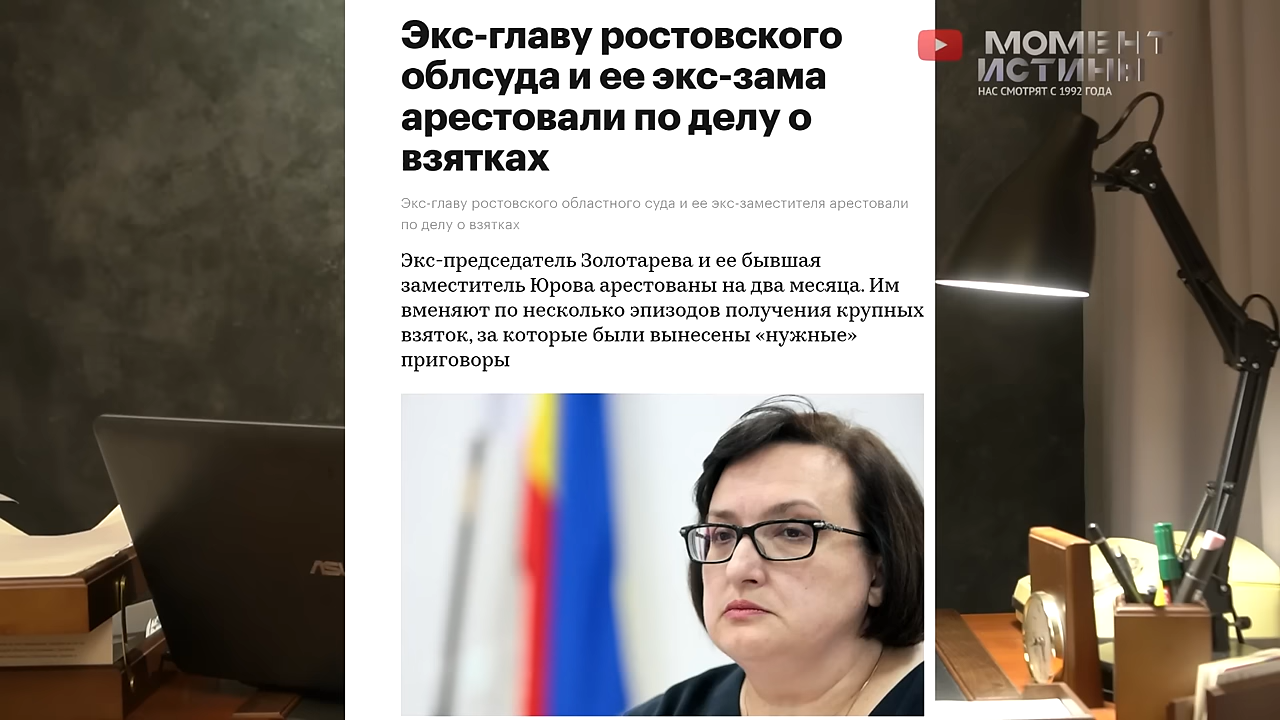 Экс-главу ростовского
облсуда и ее экс-зама
арестовали по делу о
взятках
Экс-главу ростовского областного суда и ее экс-заместителя арестовали
по делу о взятках
Экс-председатель Золотарева и ее бывшая
заместитель Юрова арестованы на два месяца. Им
вменяют по несколько эпизодов получения крупных
взяток, за которые были вынесены «нужные»
приговоры
МОМЕНТ
ИСТИНЫ
НАС СМОТРЯТ С 1992 ГОДА